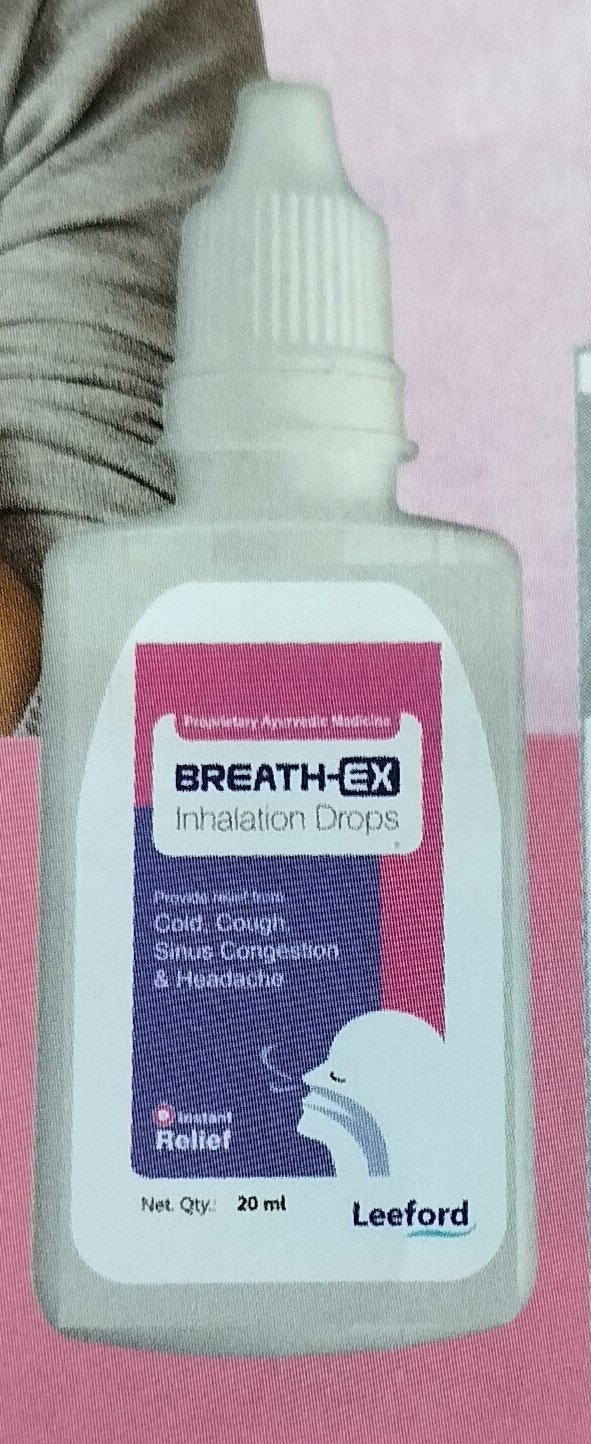 Proprietary Ayurvedic Medicine
BREATH-EX
Inhalation Drops
Provide relief from
Cold, Cough,
Sinus Congestion
& Headache
Instant
Relief
Net. Qty.: 20 ml
Leeford